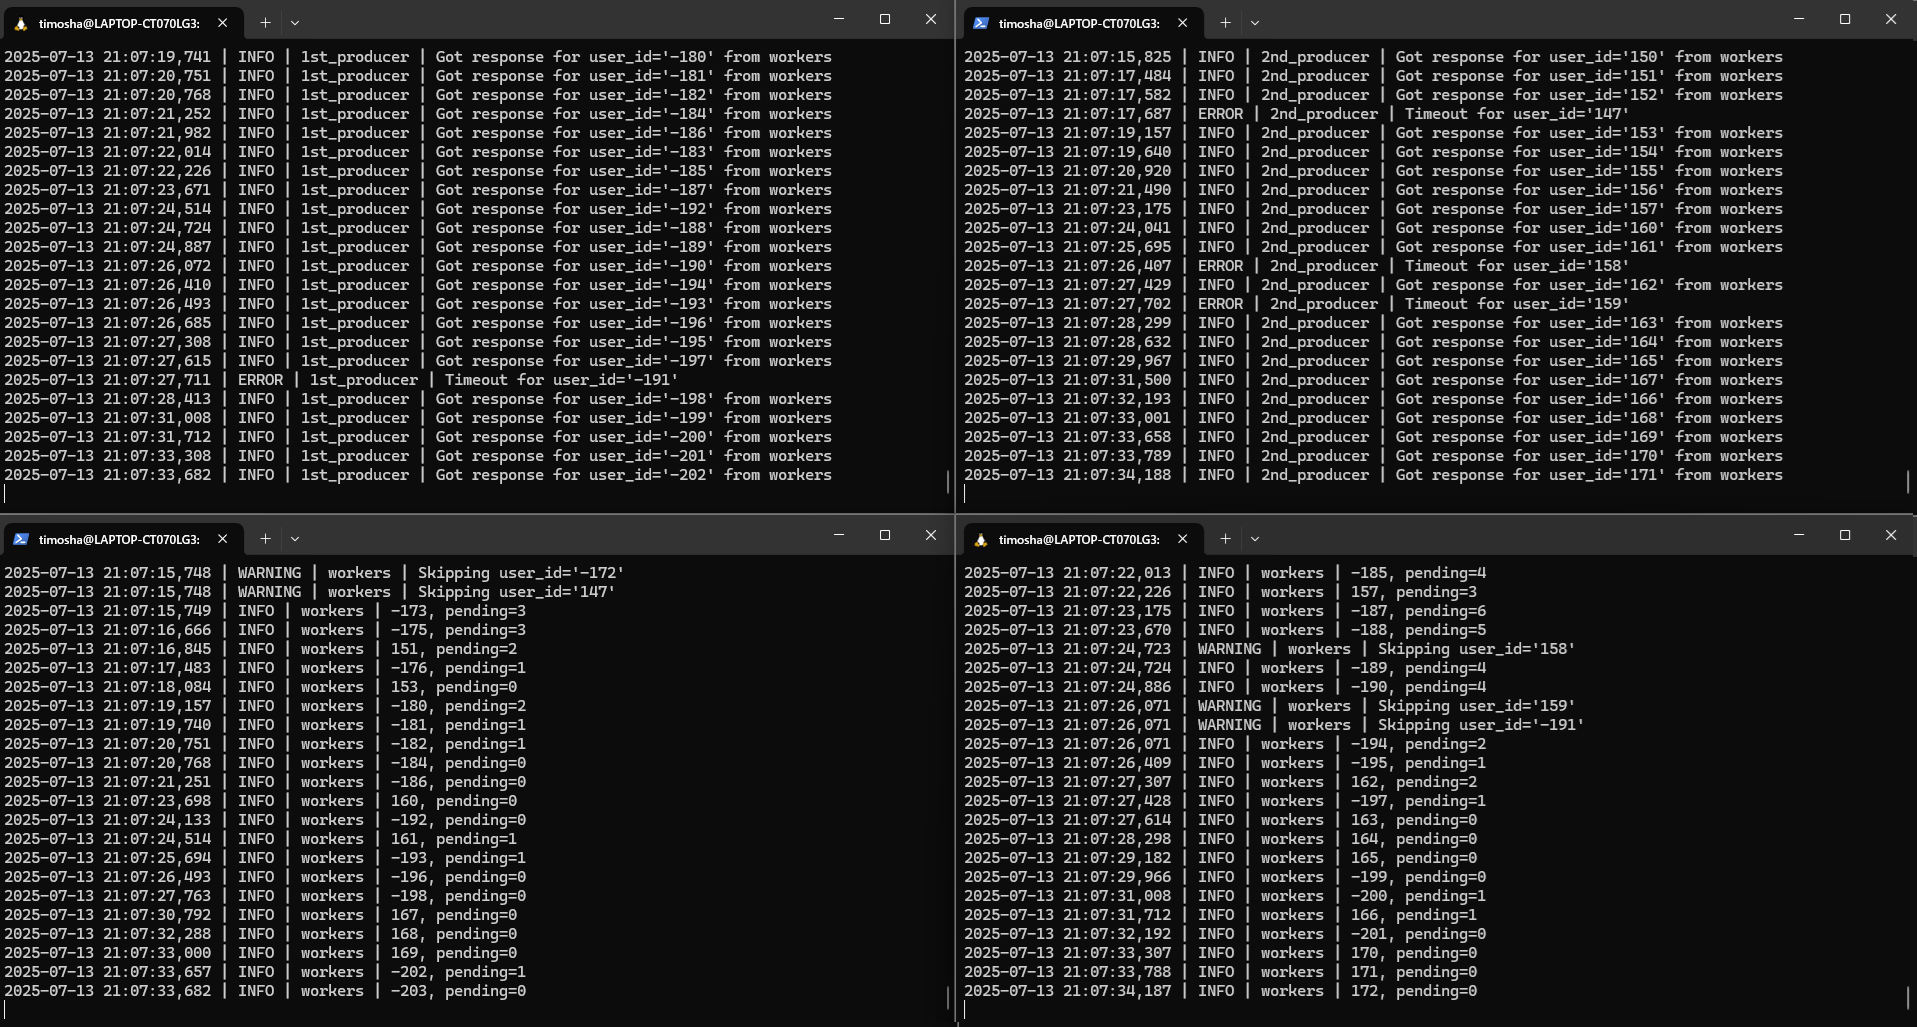 timosha@LAPTOP-CT070LG3:
2025-07-13 21:07:19,741 | INFO | 1st_producer | Got response for user_id='-180' from workers
2025-07-13 21:07:20,751 | INFO | 1st_producer | Got response for user_id='-181' from workers
2025-07-13 21:07:20,768 | INFO | 1st_producer | Got response for user_id='-182' from workers
2025-07-13 21:07:21,252 | INFO | 1st_producer | Got response for user_id='-184' from workers
2025-07-13 21:07:21,982 | INFO | 1st_producer | Got response for user_id='-186' from workers
2025-07-13 21:07:22,014 | INFO | 1st_producer | Got response for user_id='-183' from workers
2025-07-13 21:07:22,226 | INFO | 1st_producer | Got response for user_id='-185' from workers
2025-07-13 21:07:23,671 | INFO | 1st_producer | Got response for user_id='-187' from workers
2025-07-13 21:07:24,514 | INFO | 1st_producer | Got response for user_id='-192' from workers
2025-07-13 21:07:24,724 | INFO | 1st_producer | Got response for user_id='-188' from workers
2025-07-13 21:07:24,887 | INFO | 1st_producer | Got response for user_id='-189' from workers
2025-07-13 21:07:26,072 | INFO | 1st_producer | Got response for user_id='-190' from workers
2025-07-13 21:07:26,410 | INFO | 1st_producer | Got response for user_id='-194' from workers
2025-07-13 21:07:26,493 | INFO | 1st_producer | Got response for user_id='-193' from workers
2025-07-13 21:07:26,685 | INFO | 1st_producer | Got response for user_id='-196' from workers
2025-07-13 21:07:27,308 | INFO | 1st_producer | Got response for user_id='-195' from workers
2025-07-13 21:07:27,615 | INFO | 1st_producer | Got response for user_id='-197' from workers
2025-07-13 21:07:27,711 | ERROR | 1st_producer | Timeout for user_id='-191'
2025-07-13 21:07:28,413 | INFO | 1st_producer | Got response for user_id='-198' from workers
2025-07-13 21:07:31,008 | INFO | 1st_producer | Got response for user_id='-199' from workers
2025-07-13 21:07:31,712 | INFO | 1st_producer | Got response for user_id='-200' from workers
2025-07-13 21:07:33,308 | INFO | 1st_producer | Got response for user_id='-201' from workers
2025-07-13 21:07:33,682 | INFO | 1st_producer | Got response for user_id='-202' from workers
timosha@LAPTOP-CT070LG3:
2025-07-13 21:07:15,825 | INFO | 2nd_producer | Got response for user_id='150' from workers
2025-07-13 21:07:17,484 | INFO | 2nd_producer | Got response for user_id='151' from workers
2025-07-13 21:07:17,582 | INFO | 2nd_producer | Got response for user_id='152' from workers
2025-07-13 21:07:17,687 | ERROR | 2nd_producer | Timeout for user_id='147'
2025-07-13 21:07:19,157 | INFO | 2nd_producer | Got response for user_id='153' from workers
2025-07-13 21:07:19,640 | INFO | 2nd_producer | Got response for user_id='154' from workers
2025-07-13 21:07:20,920 | INFO | 2nd_producer | Got response for user_id='155' from workers
2025-07-13 21:07:21,490 | INFO | 2nd_producer | Got response for user_id='156' from workers
2025-07-13 21:07:23,175 | INFO | 2nd_producer | Got response for user_id='157' from workers
2025-07-13 21:07:24,041 | INFO | 2nd_producer | Got response for user_id='160' from workers
2025-07-13 21:07:25,695 | INFO | 2nd_producer | Got response for user_id='161' from workers
2025-07-13 21:07:26,407 | ERROR | 2nd_producer | Timeout for user_id='158'
2025-07-13 21:07:27,429 | INFO | 2nd_producer | Got response for user_id='162' from workers
2025-07-13 21:07:27,702 | ERROR | 2nd_producer | Timeout for user_id='159'
2025-07-13 21:07:28,299 | INFO | 2nd_producer | Got response for user_id='163' from workers
2025-07-13 21:07:28,632 | INFO | 2nd_producer | Got response for user_id='164' from workers
2025-07-13 21:07:29,967 | INFO | 2nd_producer | Got response for user_id='165' from workers
2025-07-13 21:07:31,500 | INFO | 2nd_producer | Got response for user_id='167' from workers
2025-07-13 21:07:32,193 | INFO | 2nd_producer | Got response for user_id='166' from workers
2025-07-13 21:07:33,001 | INFO | 2nd_producer | Got response for user_id='168' from workers
2025-07-13 21:07:33,658 | INFO | 2nd_producer | Got response for user_id='169' from workers
2025-07-13 21:07:33,789 | INFO | 2nd_producer | Got response for user_id='170' from workers
2025-07-13 21:07:34,188 | INFO | 2nd_producer | Got response for user_id='171' from workers
timosha@LAPTOP-CT070LG3:
2025-07-13 21:07:15,748 | WARNING | workers | Skipping user_id='-172'
2025-07-13 21:07:15,748 | WARNING | workers | Skipping user_id='147'
2025-07-13 21:07:15,749 | INFO | workers | -173, pending=3
2025-07-13 21:07:16,666 | INFO | workers | -175, pending=3
2025-07-13 21:07:16,845 | INFO | workers | 151, pending=2
2025-07-13 21:07:17,483 | INFO | workers | -176, pending=1
2025-07-13 21:07:18,084 | INFO | workers | 153, pending=0
2025-07-13 21:07:19,157 | INFO | workers | -180, pending=2
2025-07-13 21:07:19,740 | INFO | workers | -181, pending=1
2025-07-13 21:07:20,751 | INFO | workers | -182, pending=1
2025-07-13 21:07:20,768 | INFO | workers | -184, pending=0
2025-07-13 21:07:21,251 | INFO | workers | -186, pending=0
2025-07-13 21:07:23,698 | INFO | workers | 160, pending=0
2025-07-13 21:07:24,133 | INFO | workers | -192, pending=0
2025-07-13 21:07:24,514 | INFO | workers | 161, pending=1
2025-07-13 21:07:25,694 | INFO | workers | -193, pending=1
2025-07-13 21:07:26,493 | INFO | workers | -196, pending=0
2025-07-13 21:07:27,763 | INFO | workers | -198, pending=0
2025-07-13 21:07:30,792 | INFO | workers | 167, pending=0
2025-07-13 21:07:32,288 | INFO | workers | 168, pending=0
2025-07-13 21:07:33,000 | INFO | workers | 169, pending=0
2025-07-13 21:07:33,657 | INFO | workers | -202, pending=1
2025-07-13 21:07:33,682 | INFO | workers | -203, pending=0
timosha@LAPTOP-CT070LG3:
2025-07-13 21:07:22,013 | INFO | workers | -185, pending=4
2025-07-13 21:07:22,226 | INFO | workers | 157, pending=3
2025-07-13 21:07:23,175 | INFO | workers | -187, pending=6
2025-07-13 21:07:23,670 | INFO | workers | -188, pending=5
2025-07-13 21:07:24,723 | WARNING | workers | Skipping user_id='158'
2025-07-13 21:07:24,724 | INFO | workers | -189, pending=4
2025-07-13 21:07:24,886 | INFO | workers | -190, pending=4
2025-07-13 21:07:26,071 | WARNING | workers | Skipping user_id='159'
2025-07-13 21:07:26,071 | WARNING | workers | Skipping user_id='-191'
2025-07-13 21:07:26,071 | INFO | workers | -194, pending=2
2025-07-13 21:07:26,409 | INFO | workers | -195, pending=1
2025-07-13 21:07:27,307 | INFO | workers | 162, pending=2
2025-07-13 21:07:27,428 | INFO | workers | -197, pending=1
2025-07-13 21:07:27,614 | INFO | workers | 163, pending=0
2025-07-13 21:07:28,298 | INFO | workers | 164, pending=0
2025-07-13 21:07:29,182 | INFO | workers | 165, pending=0
2025-07-13 21:07:29,966 | INFO | workers | -199, pending=0
2025-07-13 21:07:31,008 | INFO | workers | -200, pending=1
2025-07-13 21:07:31,712 | INFO | workers | 166, pending=1
2025-07-13 21:07:32,192 | INFO | workers | -201, pending=0
2025-07-13 21:07:33,307 | INFO | workers | 170, pending=0
2025-07-13 21:07:33,788 | INFO | workers | 171, pending=0
2025-07-13 21:07:34,187 | INFO | workers | 172, pending=0